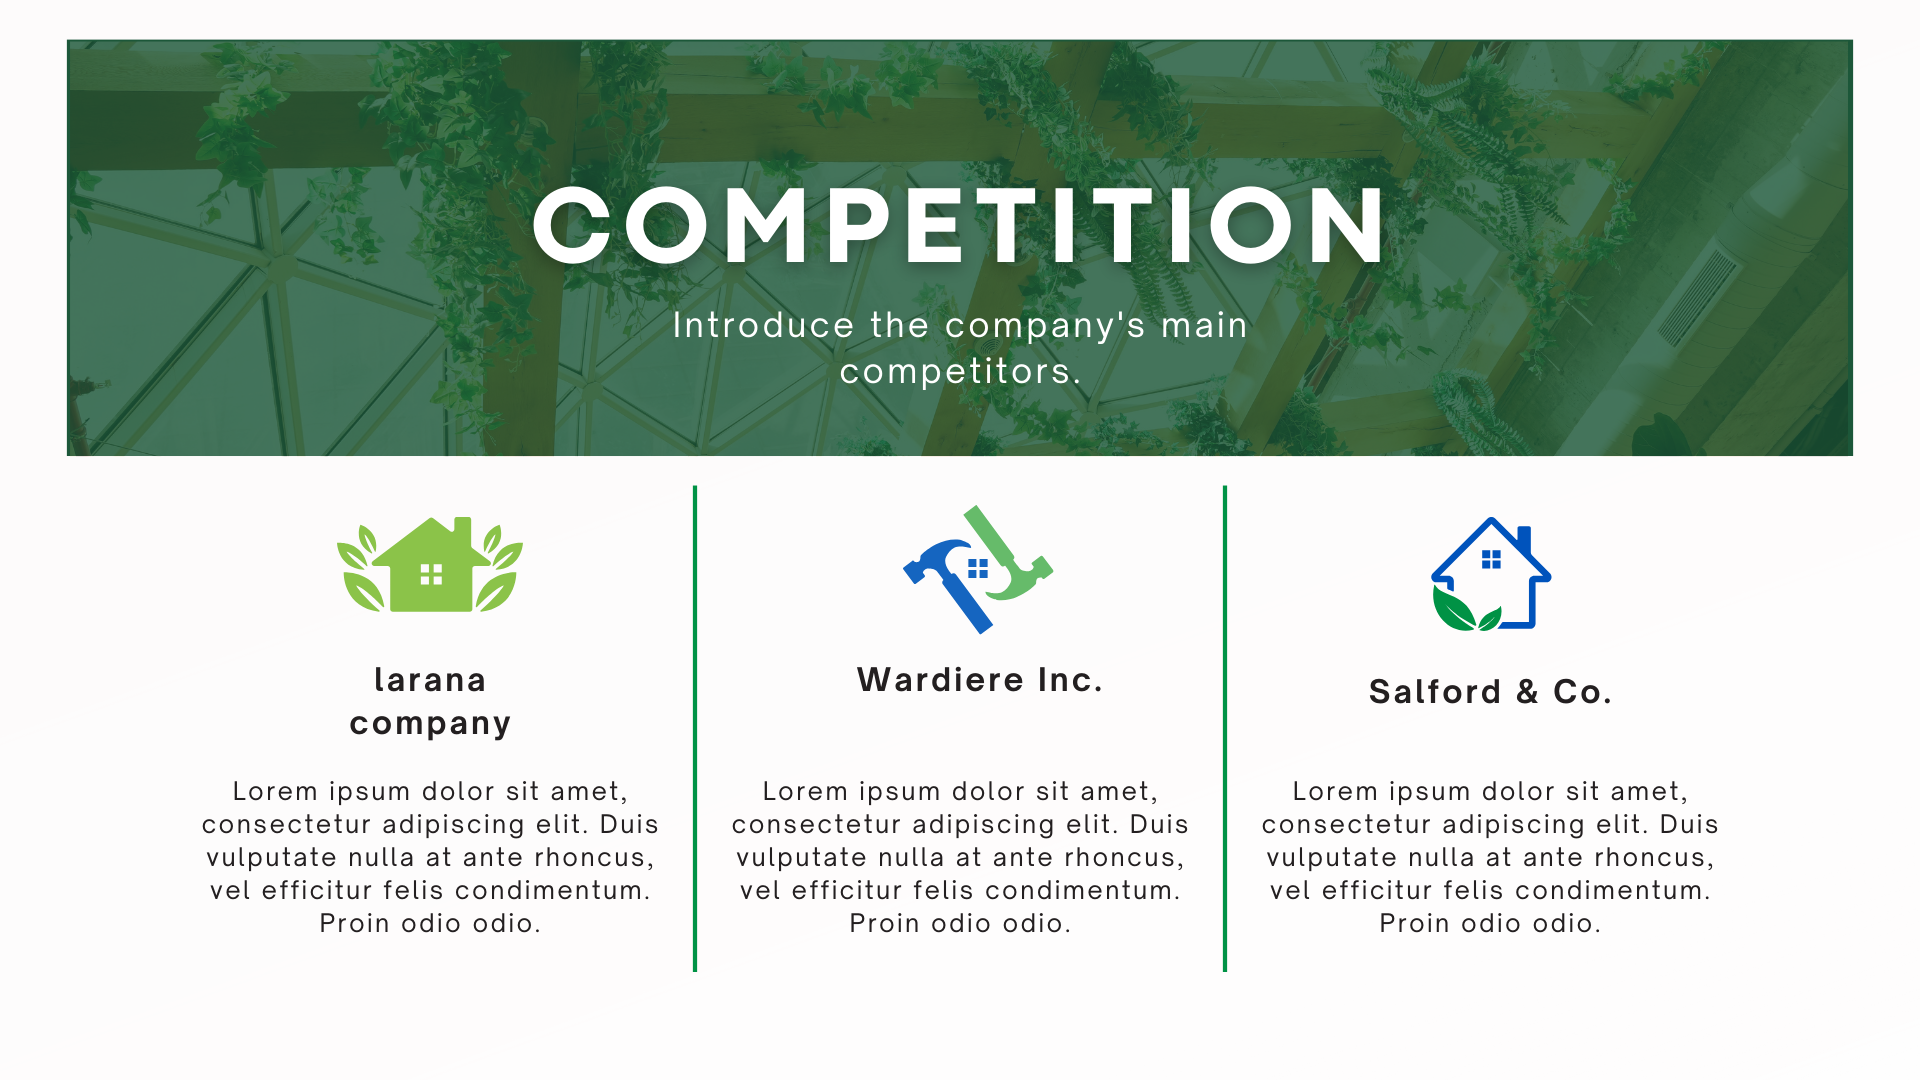 COMPETITION
Introduce the company's main
competitors.
larana
company
Lorem ipsum dolor sit amet,
consectetur adipiscing elit. Duis
vulputate nulla at ante rhoncus,
vel efficitur felis condimentum.
Proin odio odio.
Wardiere Inc.
Lorem ipsum dolor sit amet,
consectetur adipiscing elit. Duis
vulputate nulla at ante rhoncus,
vel efficitur felis condimentum.
Proin odio odio.
Salford & Co.
Lorem ipsum dolor sit amet,
consectetur adipiscing elit. Duis
vulputate nulla at ante rhoncus,
vel efficitur felis condimentum.
Proin odio odio.